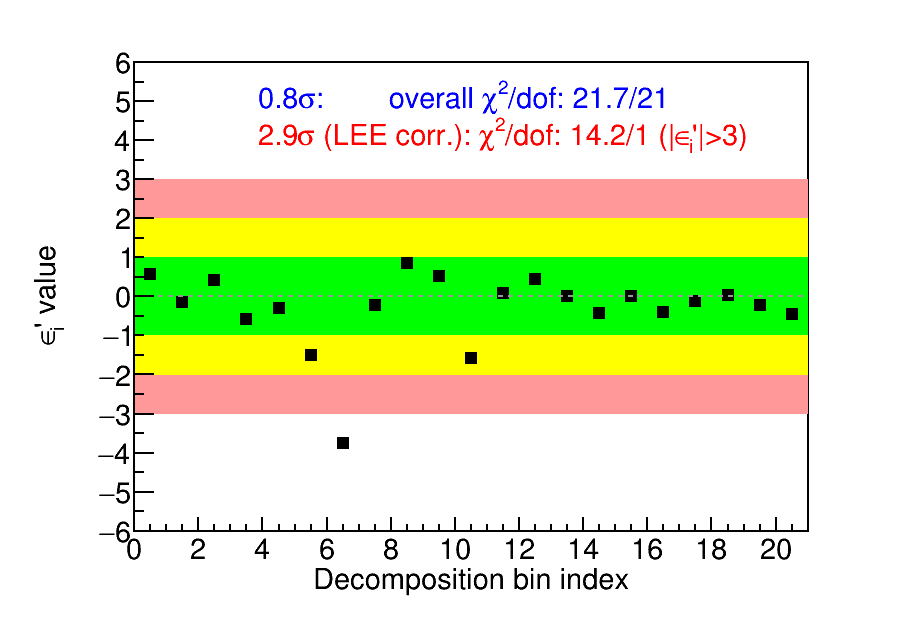 6
5
4
3
2
1
0
−1
−2
−3
−4
−5
−6
0.8σ: overall χ²/dof: 21.7/21
2.9σ (LEE corr.): χ²/dof: 14.2/1 (|ϵᵢ'|>3)
ϵᵢ' value
0 2 4 6 8 10 12 14 16 18 20
Decomposition bin index